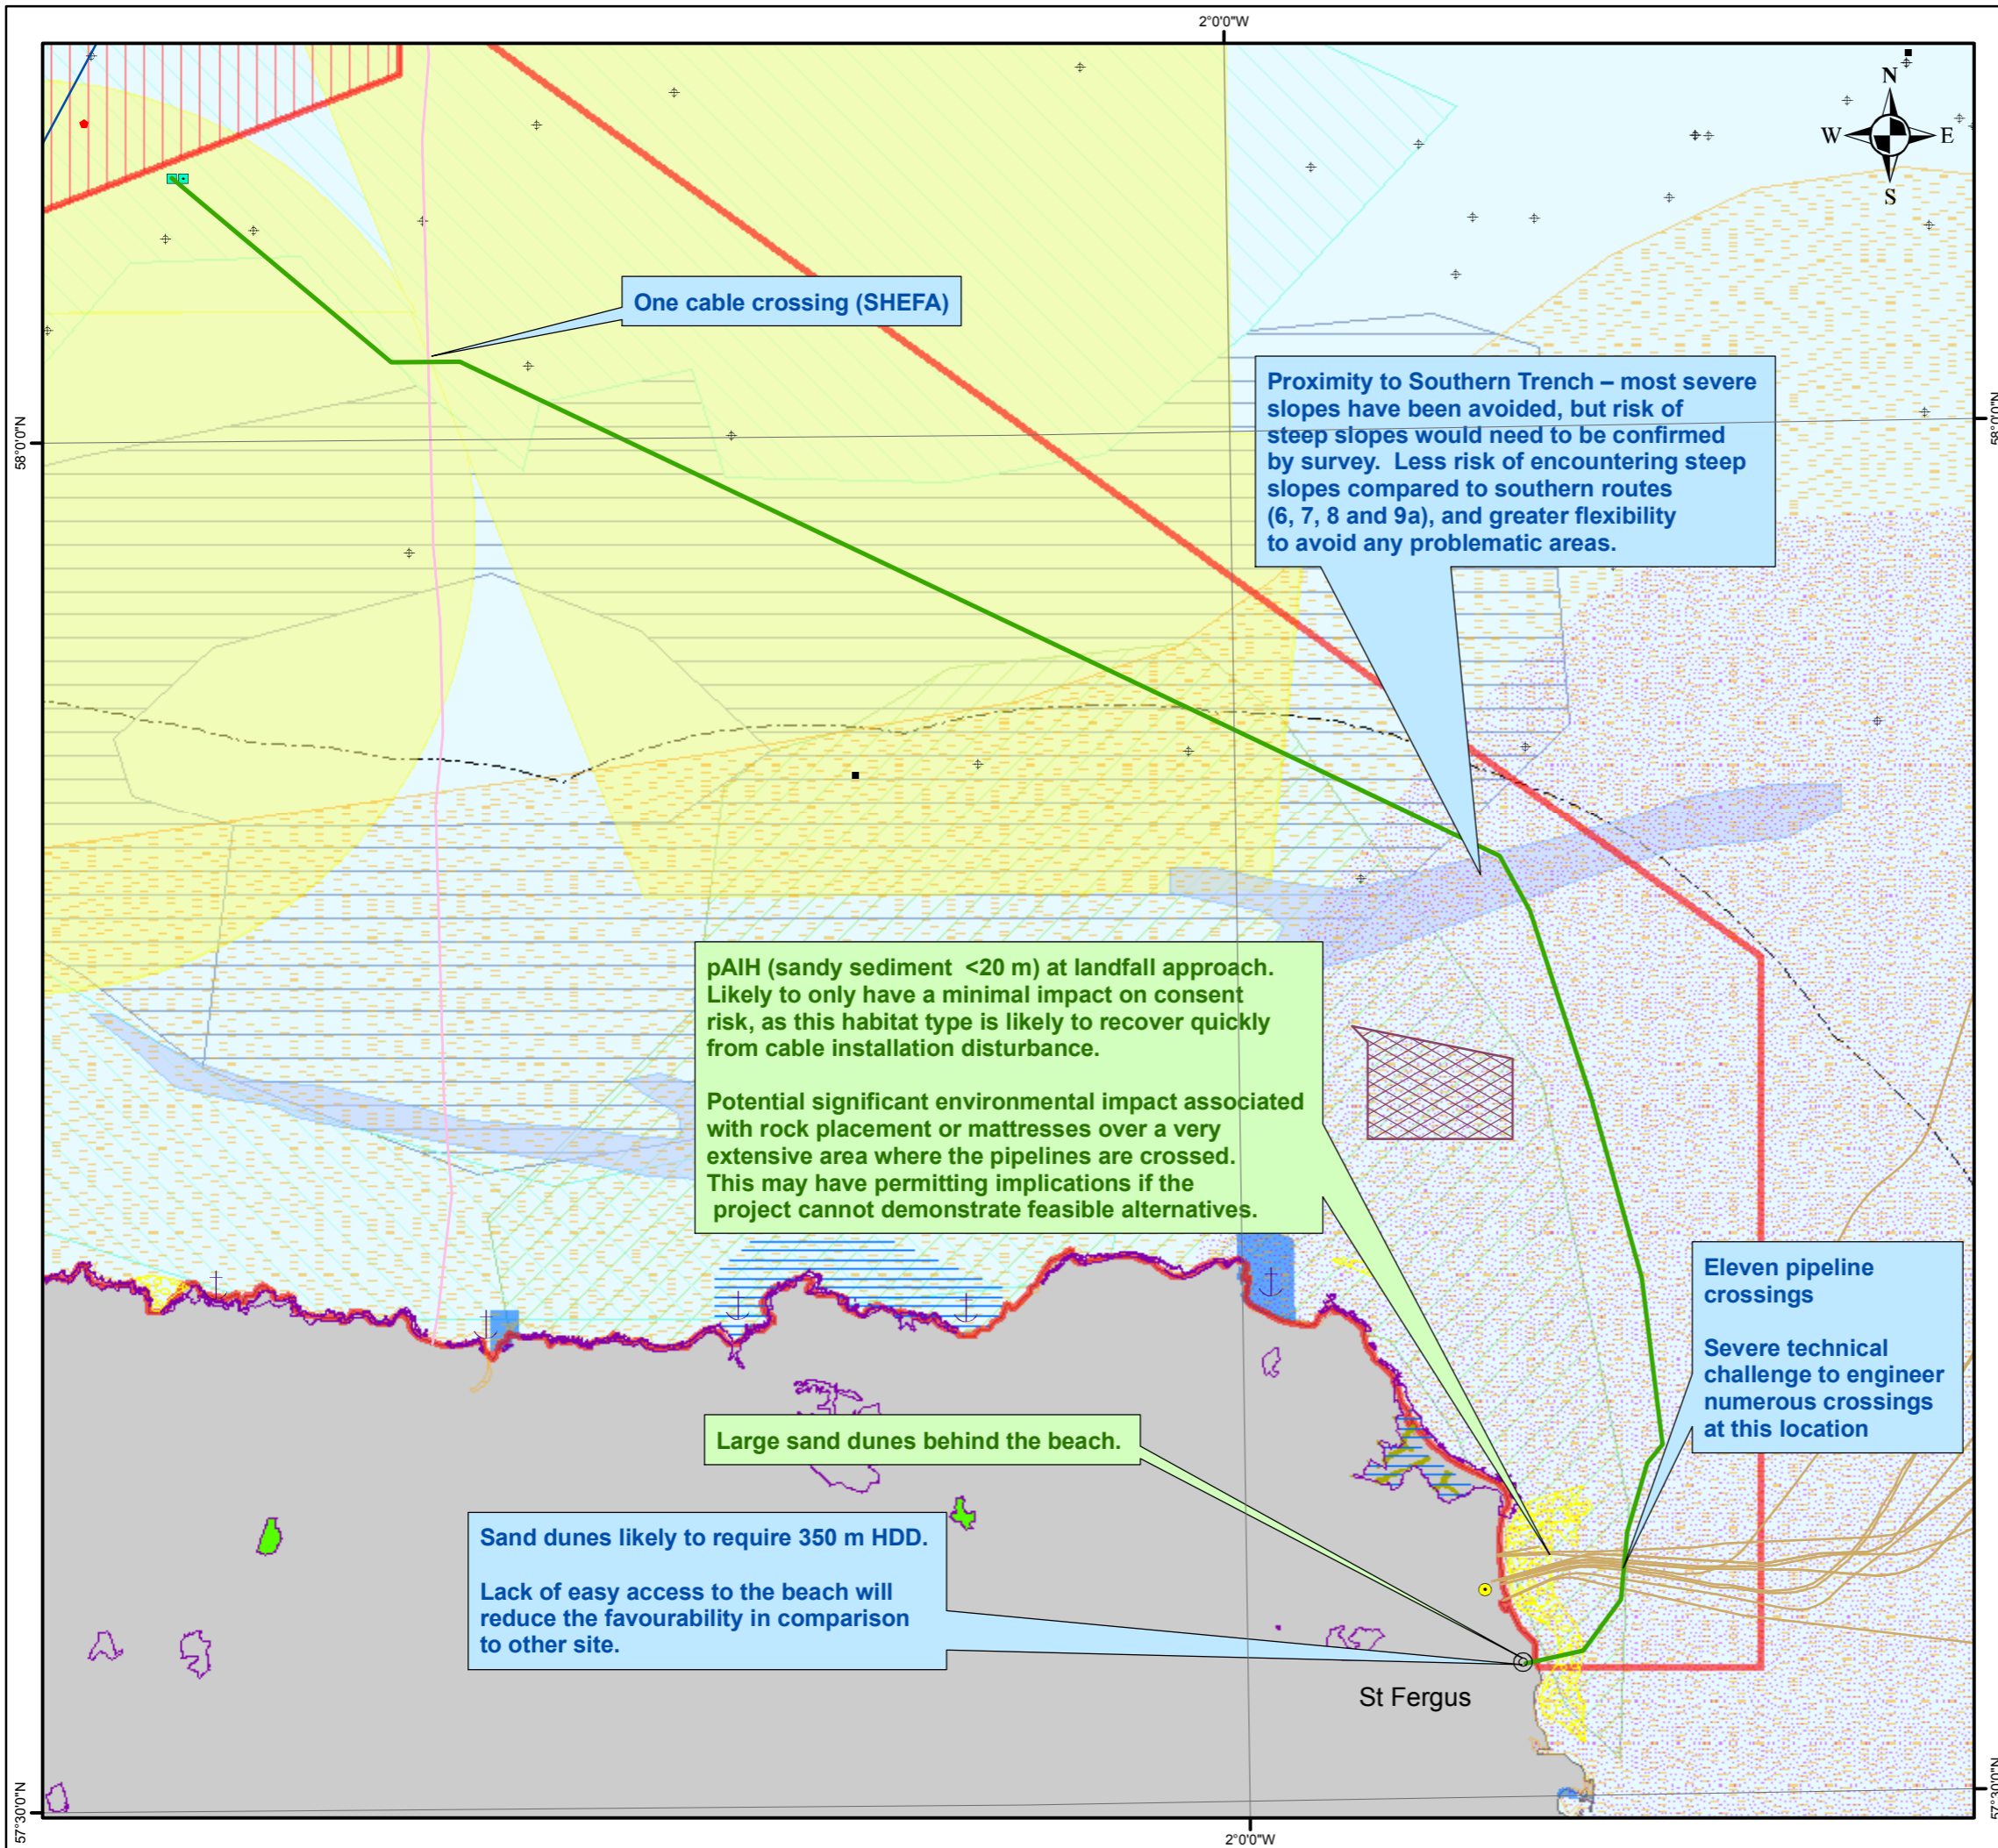 2°0'0"W
N
W
E
S
One cable crossing (SHEFA)
Proximity to Southern Trench – most severe
slopes have been avoided, but risk of
steep slopes would need to be confirmed
by survey.  Less risk of encountering steep
slopes compared to southern routes
(6, 7, 8 and 9a), and greater flexibility
to avoid any problematic areas.
58°0'0"N
58°0'0"N
pAIH (sandy sediment  <20 m) at landfall approach.
Likely to only have a minimal impact on consent
risk, as this habitat type is likely to recover quickly
from cable installation disturbance.
Potential significant environmental impact associated
with rock placement or mattresses over a very
extensive area where the pipelines are crossed.
This may have permitting implications if the
project cannot demonstrate feasible alternatives.
Eleven pipeline
crossings
Severe technical
challenge to engineer
numerous crossings
at this location
Large sand dunes behind the beach.
Sand dunes likely to require 350 m HDD.
Lack of easy access to the beach will
reduce the favourability in comparison
to other site.
St Fergus
57°30'0"N
57°30'0"N
2°0'0"W